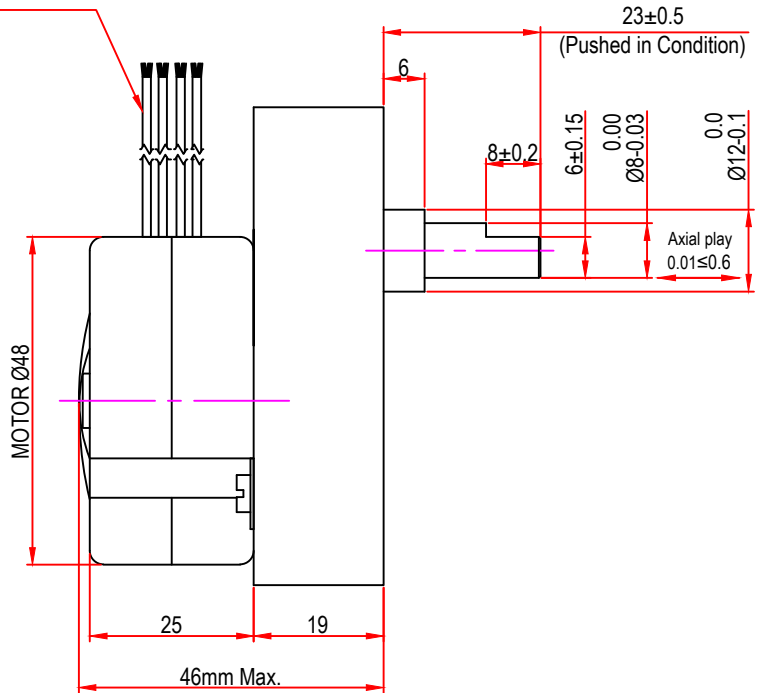 23±0.5
(Pushed in Condition)
6
8±0,2
6±0.15
0.00
Ø8-0.03
0.0
Ø12-0.1
Axial play
0.01≤0.6
MOTOR Ø48
25
19
46mm Max.